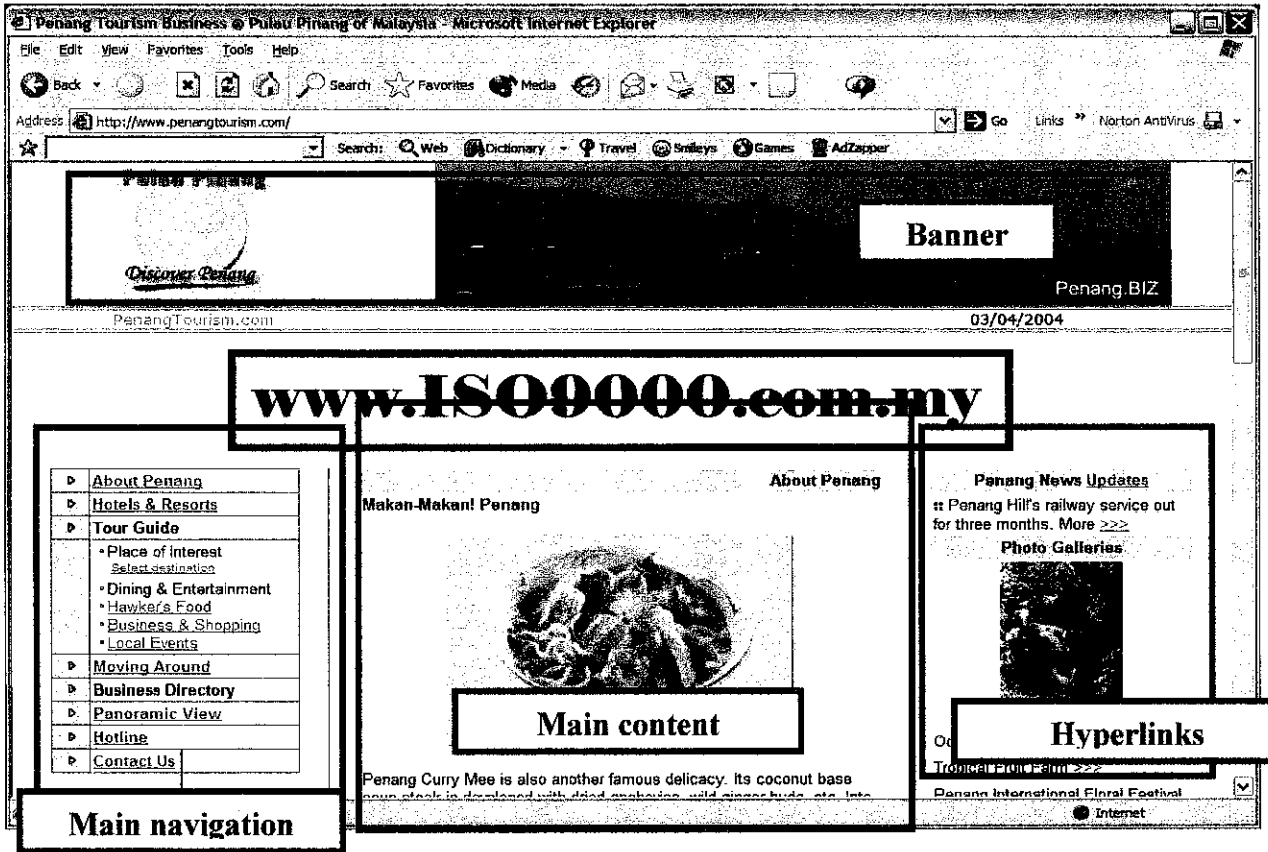 Penang Tourism Business @ Pulau Pinang of Malaysia - Microsoft Internet Explorer
File Edit View Favorites Tools Help
Back Search Favorites Media
Address http://www.penangtourism.com/ Go Links » Norton AntiVirus
Search: Web Dictionary Travel Smileys Games AdZapper
Pulau Pinang
Discover Penang
Banner
Penang.BIZ
PenangTourism.com 03/04/2004
www.ISO9000.com.my
About Penang
Hotels & Resorts
Tour Guide
Place of Interest
Select destination
Dining & Entertainment
Hawker's Food
Business & Shopping
Local Events
Moving Around
Business Directory
Panoramic View
Hotline
Contact Us
Main navigation
About Penang
Makan-Makan! Penang
Main content
Penang Curry Mee is also another famous delicacy. Its coconut base
Penang News Updates
:: Penang Hill's railway service out
for three months. More >>>
Photo Galleries
Hyperlinks
Tropical Fruit Farm >>>
Penang International Floral Festival
Internet